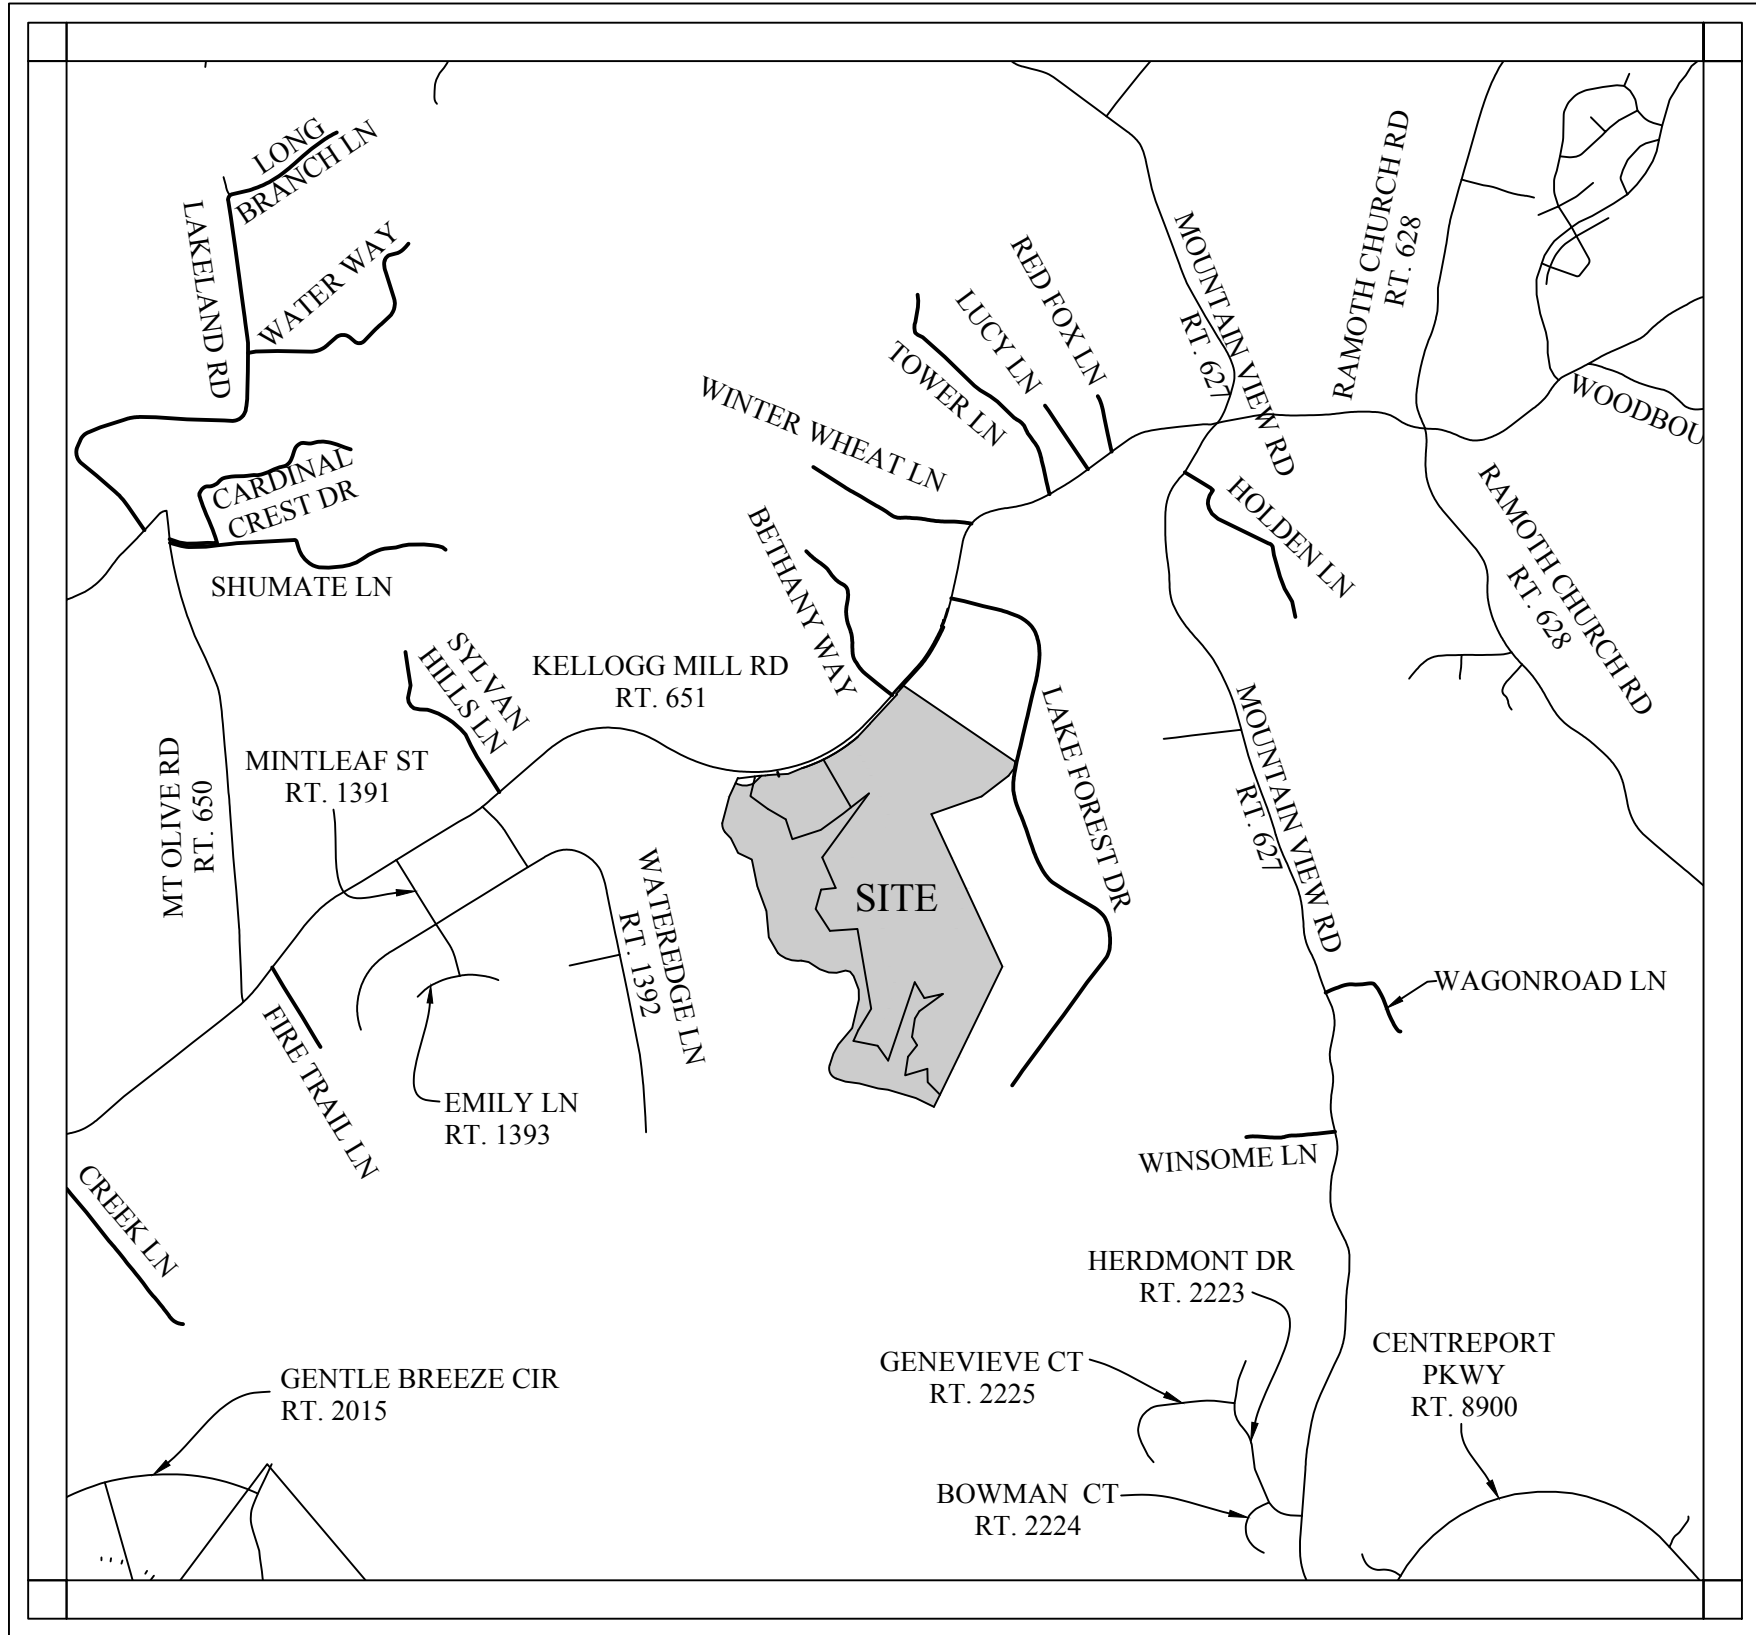 LONG
BRANCH LN
LAKELAND RD
WATER WAY
CARDINAL
CREST DR
SHUMATE LN
MT OLIVE RD
RT. 650
SYLVAN
HILLS LN
MINTLEAF ST
RT. 1391
KELLOGG MILL RD
RT. 651
WINTER WHEAT LN
BETHANY WAY
TOWER LN
LUCY LN
RED FOX LN
MOUNTAIN VIEW RD
RT. 627
RAMOTH CHURCH RD
RT. 628
WOODBOU
HOLDEN LN
RAMOTH CHURCH RD
RT. 628
LAKE FOREST DR
MOUNTAIN VIEW RD
RT. 627
SITE
WATEREDGE LN
RT. 1392
WAGONROAD LN
FIRE TRAIL LN
EMILY LN
RT. 1393
WINSOME LN
CREEK LN
HERDMONT DR
RT. 2223
GENEVIEVE CT
RT. 2225
CENTREPORT
PKWY
RT. 8900
GENTLE BREEZE CIR
RT. 2015
BOWMAN CT
RT. 2224